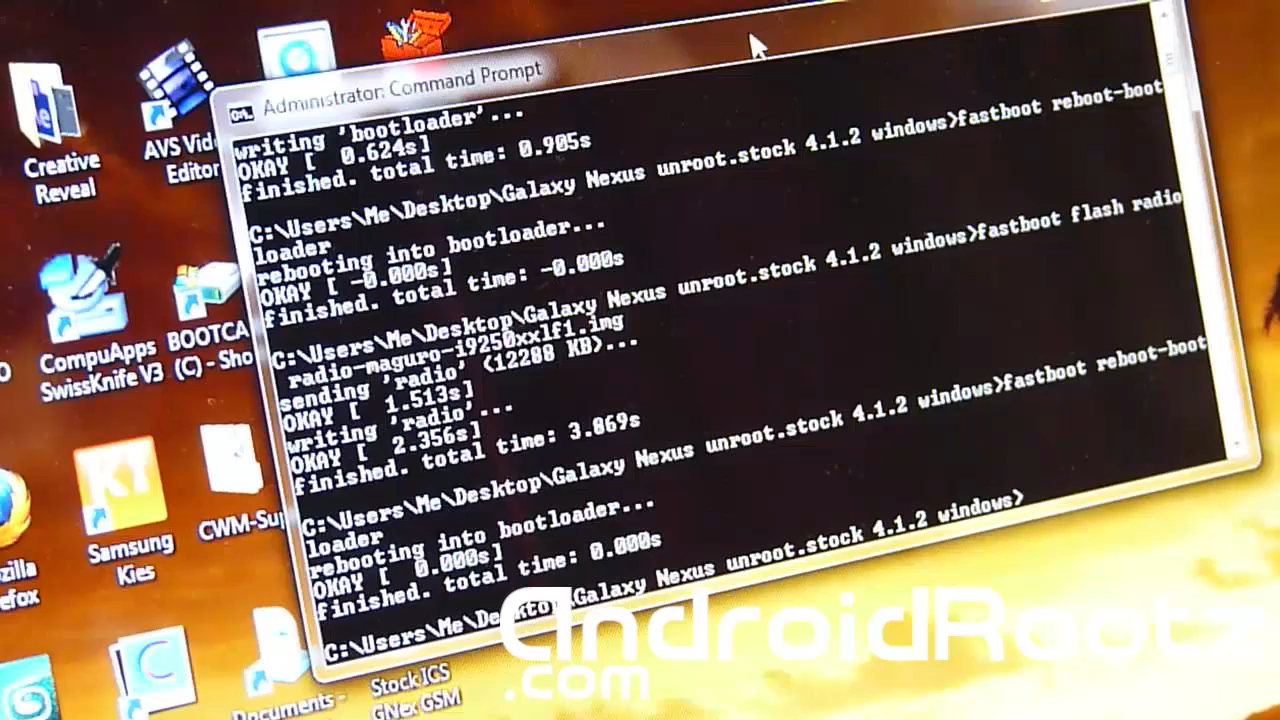 Administrator: Command Prompt
writing 'bootloader'...
OKAY [  0.624s]
finished. total time: 0.905s
C:\Users\Me\Desktop\Galaxy Nexus unroot.stock 4.1.2 windows>fastboot reboot-boot
loader
rebooting into bootloader...
OKAY [ -0.000s]
finished. total time: -0.000s
C:\Users\Me\Desktop\Galaxy Nexus unroot.stock 4.1.2 windows>fastboot flash radio
radio-maguro-i9250xxlf1.img
sending 'radio' (12288 KB)...
OKAY [  1.513s]
writing 'radio'...
OKAY [  2.356s]
finished. total time: 3.869s
C:\Users\Me\Desktop\Galaxy Nexus unroot.stock 4.1.2 windows>fastboot reboot-boot
loader
rebooting into bootloader...
OKAY [  0.000s]
finished. total time: 0.000s
C:\Users\Me\Desktop\Galaxy Nexus unroot.stock 4.1.2 windows>
Creative
Reveal
AVS Vid
Editor
CompuApps
SwissKnife V3
BOOTCA
(C) - Sho
Samsung
Kies
CWM-Sup
zilla
efox
Documents -
Stock ICS
GNex GSM
AndroidRootz
.com